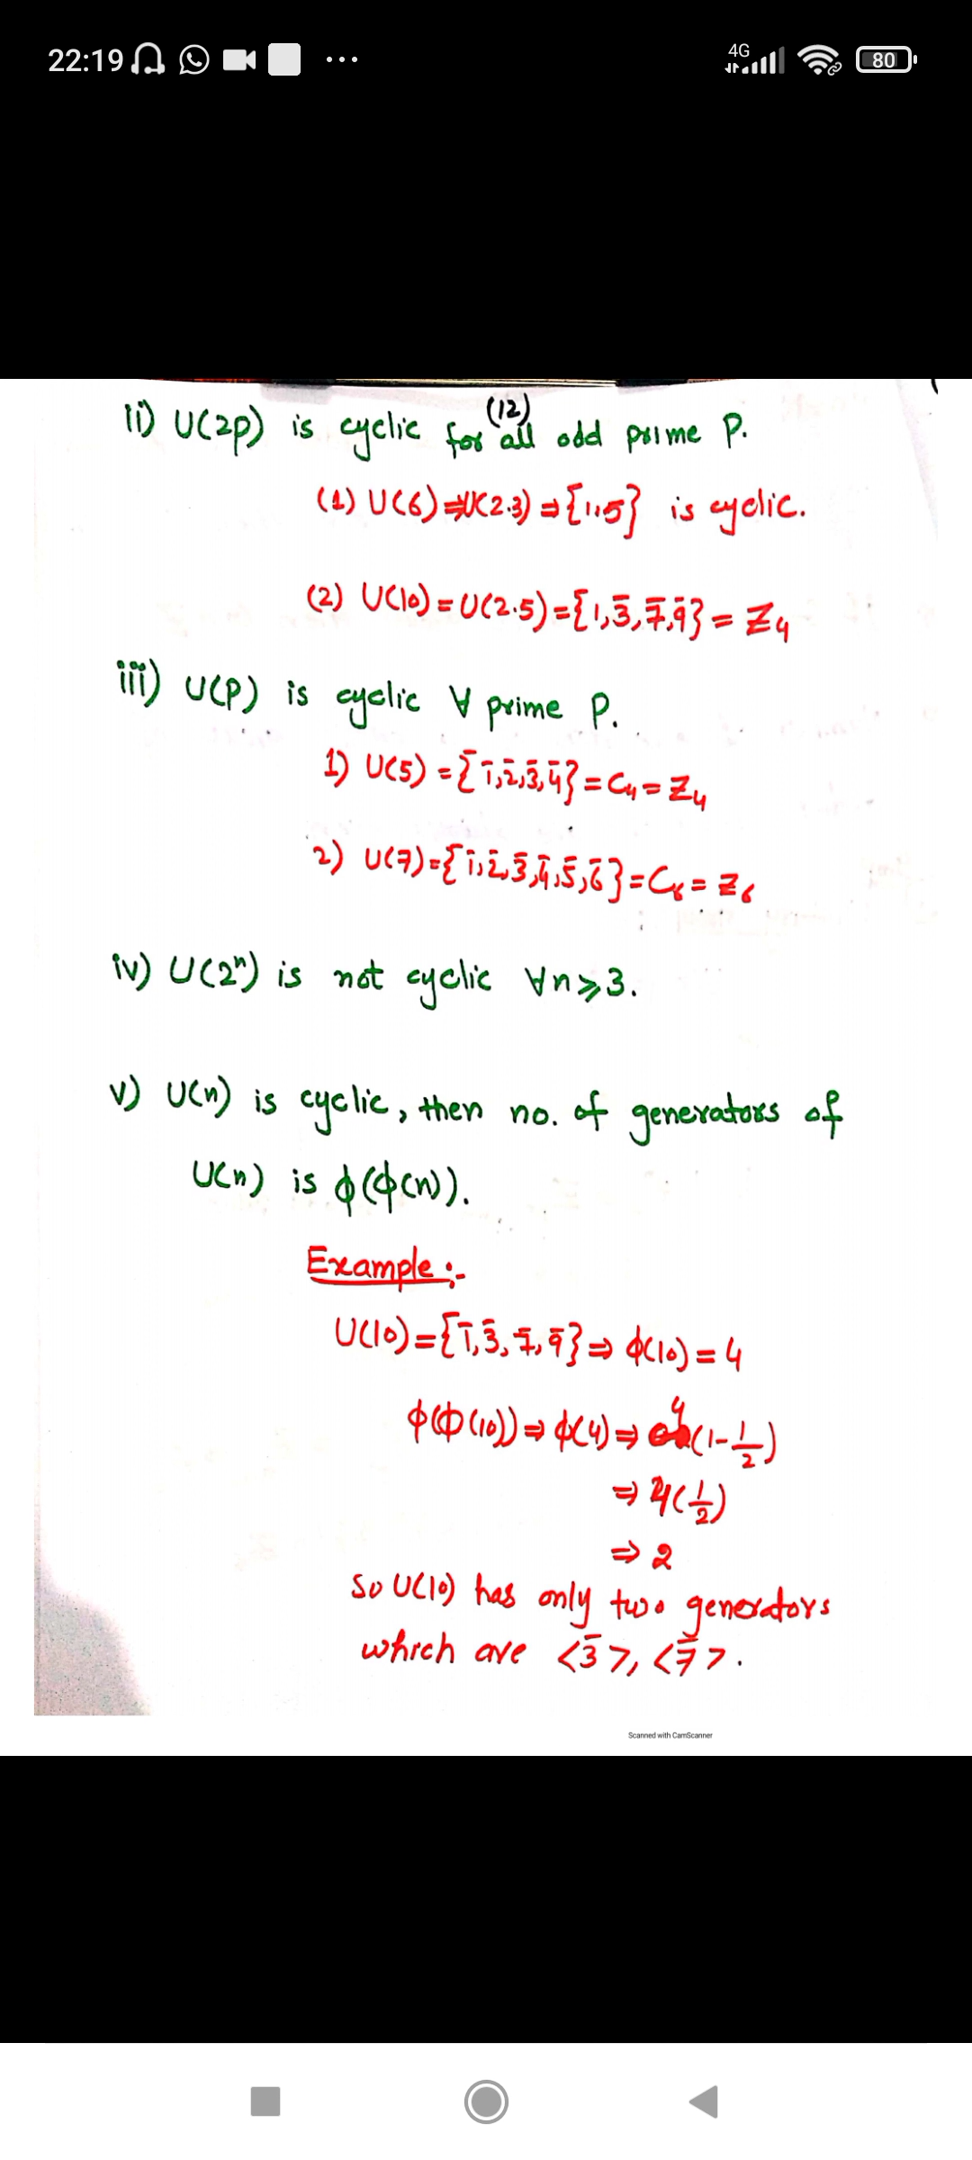 22:19 ... 4G 80
(12)
ii) U(2p) is cyclic for all odd prime P.
(1) U(6)⇒U(2.3)⇒{1,5} is cyclic.
(2) U(10)=U(2.5)={1,3̄,7̄,9̄}=Z₄
iii) U(P) is cyclic ∀ prime P.
1) U(5)={1̄,2̄,3̄,4̄}=C₄=Z₄
2) U(7)={1̄,2̄,3̄,4̄,5̄,6̄}=C₆=Z₆
iv) U(2ⁿ) is not cyclic ∀n⩾3.
v) U(n) is cyclic, then no. of generators of
U(n) is ϕ(ϕ(n)).
Example:-
U(10)={1̄,3̄,7̄,9̄}⇒ϕ(10)=4
ϕ(ϕ(10))⇒ϕ(4)⇒4(1-1/2)
⇒4(1/2)
⇒2
So U(10) has only two generators
which are <3̄>,<7̄>.
Scanned with CamScanner